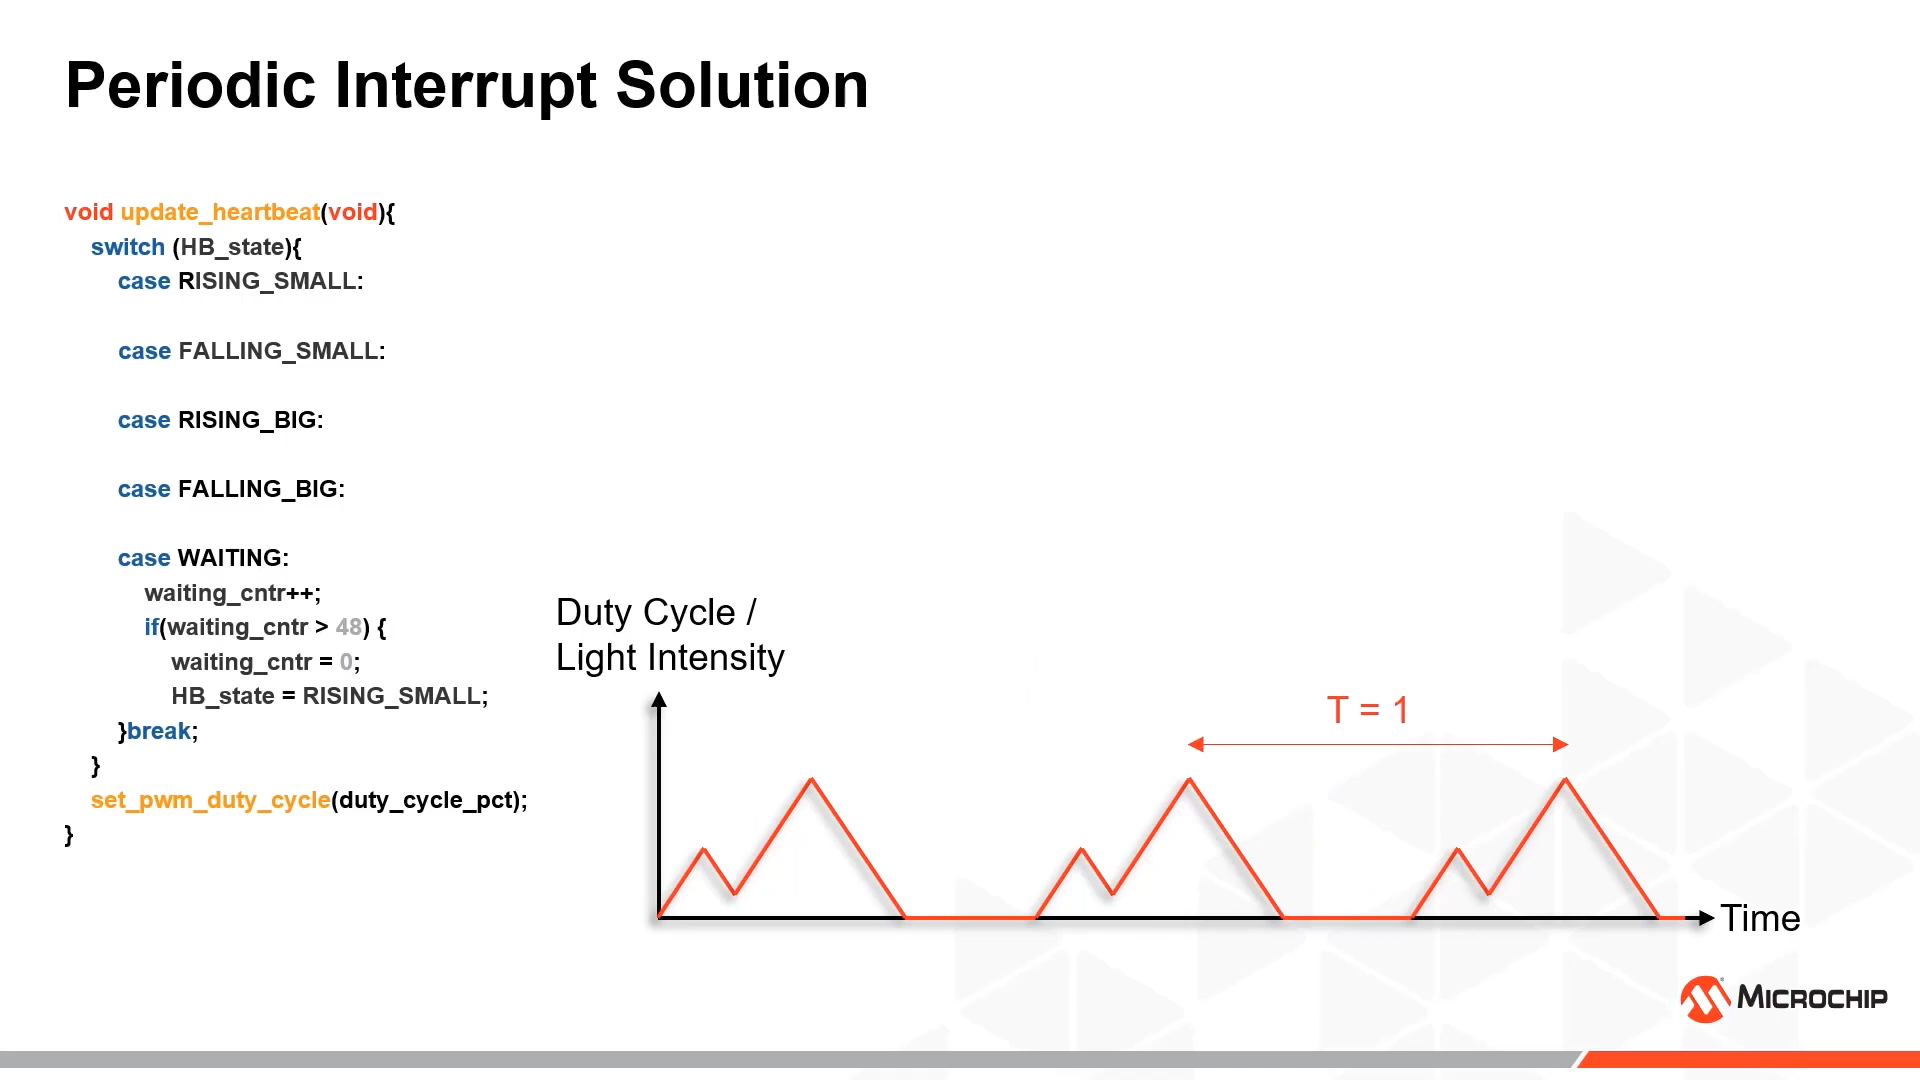 Periodic Interrupt Solution
void update_heartbeat(void){
switch (HB_state){
case RISING_SMALL:
case FALLING_SMALL:
case RISING_BIG:
case FALLING_BIG:
case WAITING:
waiting_cntr++;
if(waiting_cntr > 48) {
waiting_cntr = 0;
HB_state = RISING_SMALL;
}break;
}
set_pwm_duty_cycle(duty_cycle_pct);
}
Duty Cycle /
Light Intensity
T = 1
Time
MICROCHIP